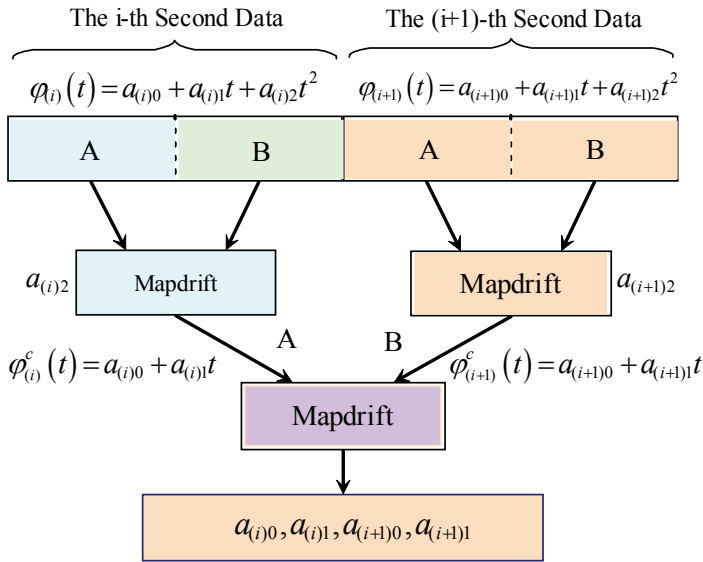 The i-th Second Data The (i+1)-th Second Data
φ₍ᵢ₎(t) = a₍ᵢ₎₀ + a₍ᵢ₎₁t + a₍ᵢ₎₂t² φ₍ᵢ₊₁₎(t) = a₍ᵢ₊₁₎₀ + a₍ᵢ₊₁₎₁t + a₍ᵢ₊₁₎₂t²
A B A B
a₍ᵢ₎₂ Mapdrift Mapdrift a₍ᵢ₊₁₎₂
A B
φᶜ₍ᵢ₎(t) = a₍ᵢ₎₀ + a₍ᵢ₎₁t φᶜ₍ᵢ₊₁₎(t) = a₍ᵢ₊₁₎₀ + a₍ᵢ₊₁₎₁t
Mapdrift
a₍ᵢ₎₀, a₍ᵢ₎₁, a₍ᵢ₊₁₎₀, a₍ᵢ₊₁₎₁